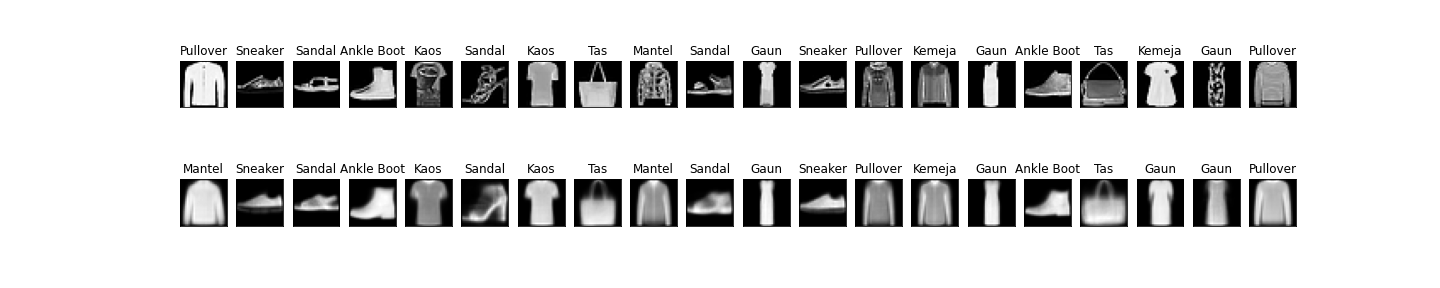 Pullover Sneaker Sandal Ankle Boot Kaos Sandal Kaos Tas Mantel Sandal Gaun Sneaker Pullover Kemeja Gaun Ankle Boot Tas Kemeja Gaun Pullover
Mantel Sneaker Sandal Ankle Boot Kaos Sandal Kaos Tas Mantel Sandal Gaun Sneaker Pullover Kemeja Gaun Ankle Boot Tas Gaun Gaun Pullover